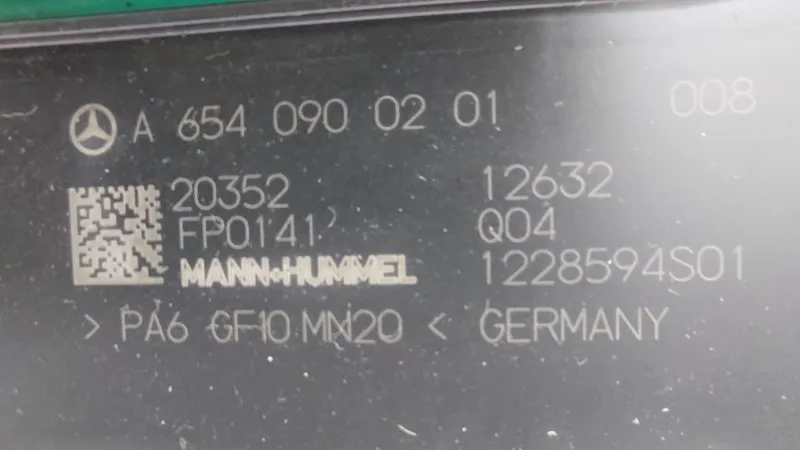 A 654 090 02 01 008
20352 12632
FP0141 Q04
MANN+HUMMEL 1228594S01
> PA6 GF10 MN20 < GERMANY